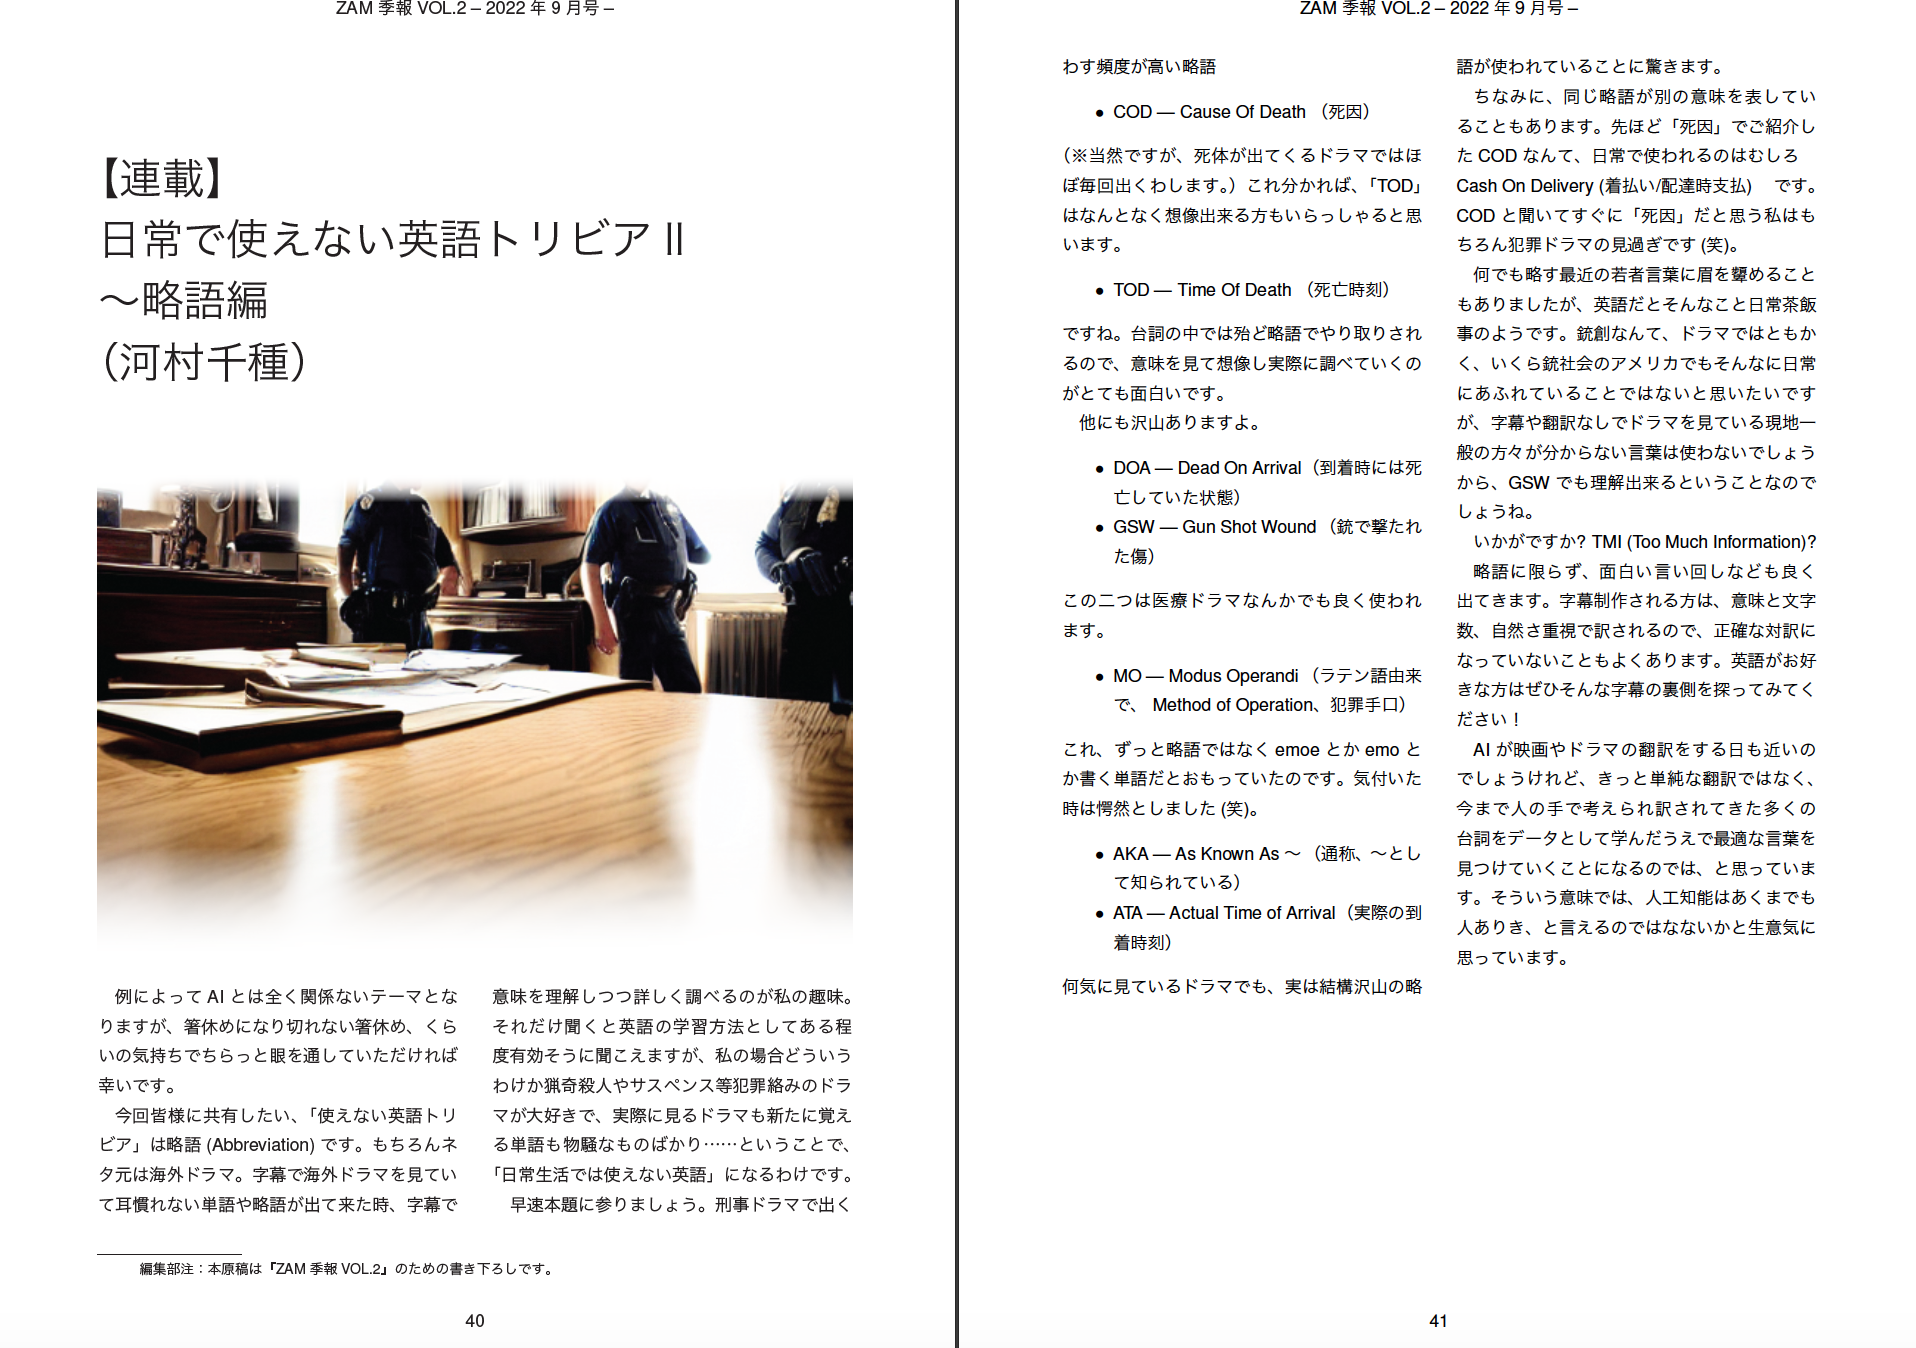 ZAM 季報 VOL.2 – 2022 年 9 月号 –
【連載】
日常で使えない英語トリビア II
～略語編
（河村千種）
例によって AI とは全く関係ないテーマとな
りますが、箸休めになり切れない箸休め、くら
いの気持ちでちらっと眼を通していただければ
幸いです。
今回皆様に共有したい、「使えない英語トリ
ビア」は略語 (Abbreviation) です。もちろんネ
タ元は海外ドラマ。字幕で海外ドラマを見てい
て耳慣れない単語や略語が出て来た時、字幕で
意味を理解しつつ詳しく調べるのが私の趣味。
それだけ聞くと英語の学習方法としてある程
度有効そうに聞こえますが、私の場合どういう
わけか猟奇殺人やサスペンス等犯罪絡みのドラ
マが大好きで、実際に見るドラマも新たに覚え
る単語も物騒なものばかり……ということで、
「日常生活では使えない英語」になるわけです。
早速本題に参りましょう。刑事ドラマで出く
編集部注：本原稿は『ZAM 季報 VOL.2』のための書き下ろしです。
40
ZAM 季報 VOL.2 – 2022 年 9 月号 –
わす頻度が高い略語
● COD — Cause Of Death （死因）
（※当然ですが、死体が出てくるドラマではほ
ぼ毎回出くわします。）これ分かれば、「TOD」
はなんとなく想像出来る方もいらっしゃると思
います。
● TOD — Time Of Death （死亡時刻）
ですね。台詞の中では殆ど略語でやり取りされ
るので、意味を見て想像し実際に調べていくの
がとても面白いです。
他にも沢山ありますよ。
● DOA — Dead On Arrival（到着時には死
亡していた状態）
● GSW — Gun Shot Wound （銃で撃たれ
た傷）
この二つは医療ドラマなんかでも良く使われ
ます。
● MO — Modus Operandi （ラテン語由来
で、 Method of Operation、犯罪手口）
これ、ずっと略語ではなく emoe とか emo と
か書く単語だとおもっていたのです。気付いた
時は愕然としました (笑)。
● AKA — As Known As ～ （通称、～とし
て知られている）
● ATA — Actual Time of Arrival（実際の到
着時刻）
何気に見ているドラマでも、実は結構沢山の略
語が使われていることに驚きます。
ちなみに、同じ略語が別の意味を表してい
ることもあります。先ほど「死因」でご紹介し
た COD なんて、日常で使われるのはむしろ
Cash On Delivery (着払い/配達時支払) です。
COD と聞いてすぐに「死因」だと思う私はも
ちろん犯罪ドラマの見過ぎです (笑)。
何でも略す最近の若者言葉に眉を顰めること
もありましたが、英語だとそんなこと日常茶飯
事のようです。銃創なんて、ドラマではともか
く、いくら銃社会のアメリカでもそんなに日常
にあふれていることではないと思いたいです
が、字幕や翻訳なしでドラマを見ている現地一
般の方々が分からない言葉は使わないでしょう
から、GSW でも理解出来るということなので
しょうね。
いかがですか? TMI (Too Much Information)?
略語に限らず、面白い言い回しなども良く
出てきます。字幕制作される方は、意味と文字
数、自然さ重視で訳されるので、正確な対訳に
なっていないこともよくあります。英語がお好
きな方はぜひそんな字幕の裏側を探ってみてく
ださい！
AI が映画やドラマの翻訳をする日も近いの
でしょうけれど、きっと単純な翻訳ではなく、
今まで人の手で考えられ訳されてきた多くの
台詞をデータとして学んだうえで最適な言葉を
見つけていくことになるのでは、と思っていま
す。そういう意味では、人工知能はあくまでも
人ありき、と言えるのではなないかと生意気に
思っています。
41